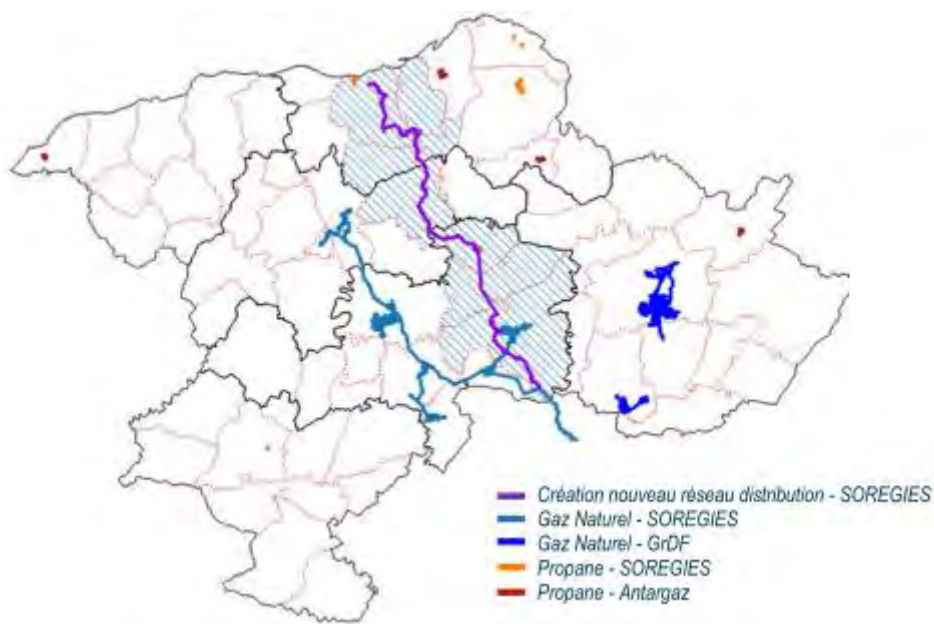 Création nouveau réseau distribution - SOREGIES
Gaz Naturel - SOREGIES
Gaz Naturel - GrDF
Propane - SOREGIES
Propane - Antargaz